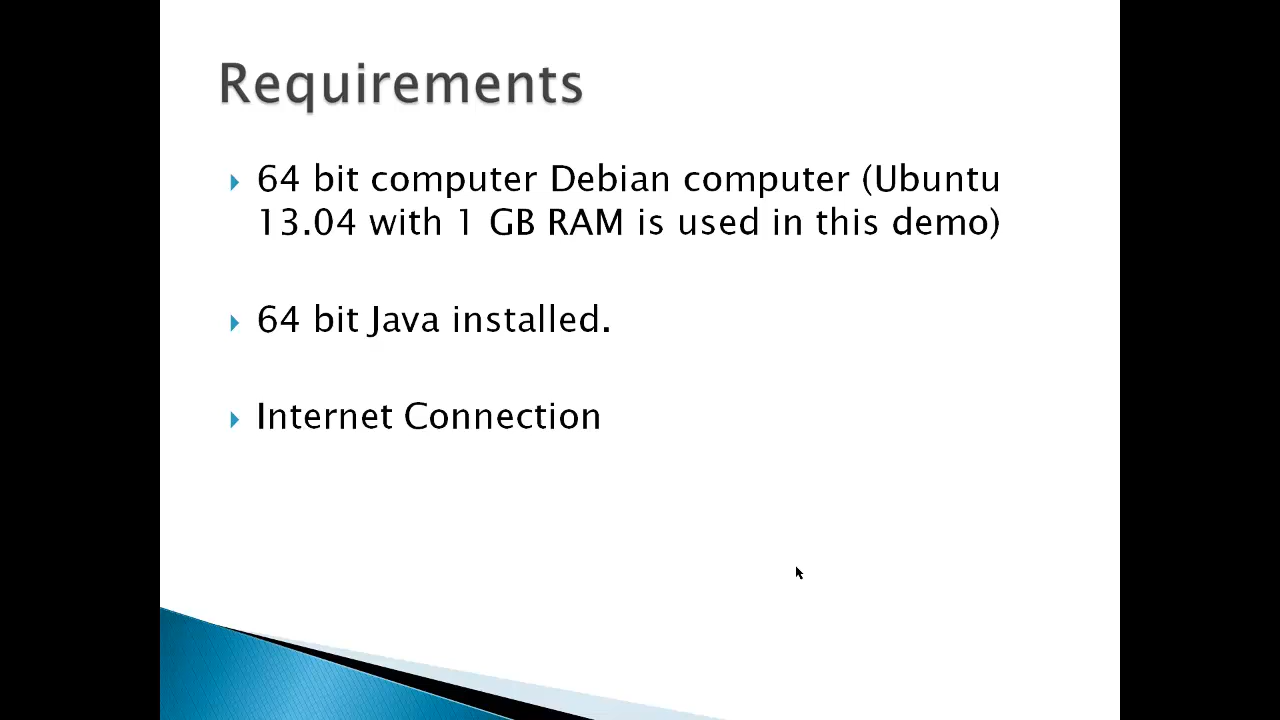 Requirements
64 bit computer Debian computer (Ubuntu
13.04 with 1 GB RAM is used in this demo)
64 bit Java installed.
Internet Connection